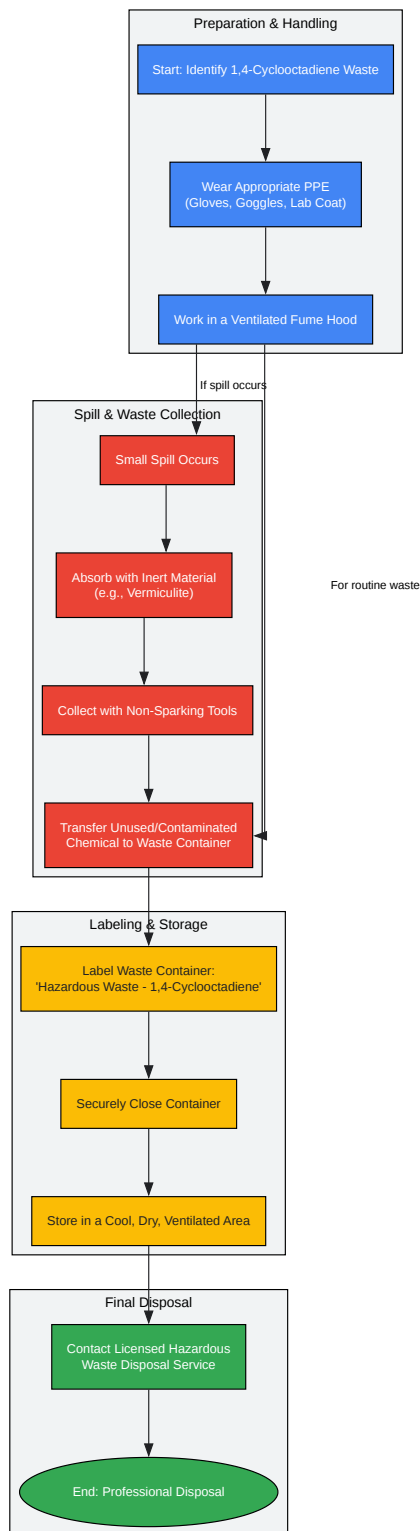 Preparation & Handling
Start: Identify 1,4-Cyclooctadiene Waste
Wear Appropriate PPE
(Gloves, Goggles, Lab Coat)
Work in a Ventilated Fume Hood
If spill occurs
Spill & Waste Collection
Small Spill Occurs
Absorb with Inert Material
(e.g., Vermiculite)
For routine waste
Collect with Non-Sparking Tools
Transfer Unused/Contaminated
Chemical to Waste Container
Labeling & Storage
Label Waste Container:
'Hazardous Waste - 1,4-Cyclooctadiene'
Securely Close Container
Store in a Cool, Dry, Ventilated Area
Final Disposal
Contact Licensed Hazardous
Waste Disposal Service
End: Professional Disposal